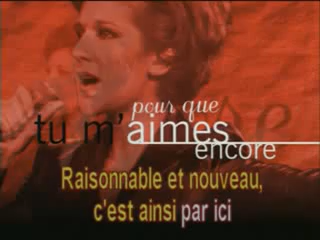 pour que
tu m'aimes
encore
Raisonnable et nouveau,
c'est ainsi par ici